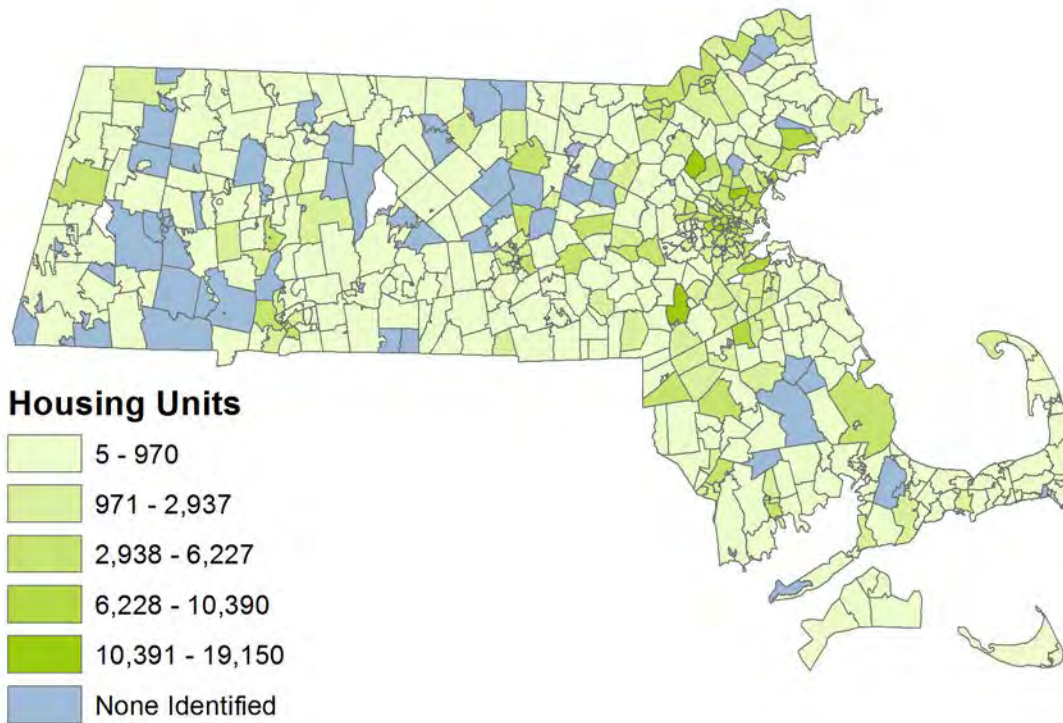 Housing Units
5 - 970
971 - 2,937
2,938 - 6,227
6,228 - 10,390
10,391 - 19,150
None Identified